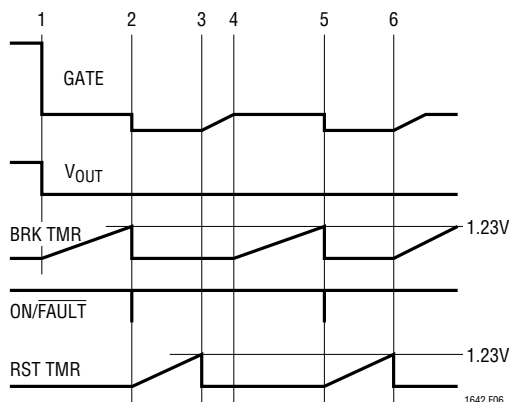 1 2 3 4 5 6
GATE
VOUT
BRK TMR
1.23V
ON/FAULT
RST TMR
1.23V
1642 F06